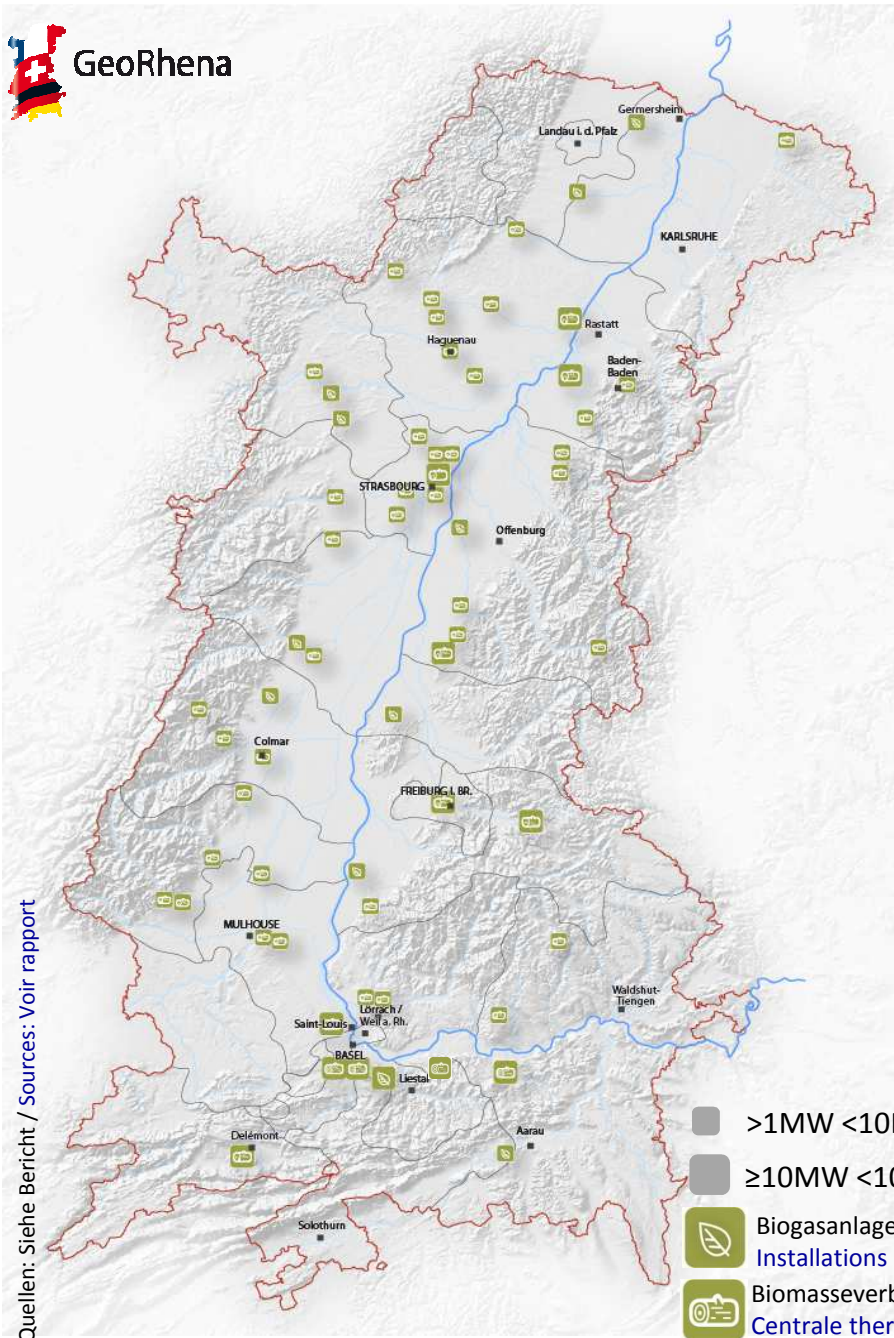 GeoRhena
Germersheim
Landau i. d. Pfalz
KARLSRUHE
Rastatt
Haguenau
Baden-
Baden
STRASBOURG
Offenburg
Colmar
FREIBURG I. BR.
MULHOUSE
Waldshut-
Tiengen
Lörrach /
Saint-Louis
Weil a. Rh.
BASEL
Liestal
Delémont
Aarau
Solothurn
>1MW <10
≥10MW <10
Biogasanlage
Installations
Biomasseverb
Centrale ther
Quellen: Siehe Bericht / Sources: Voir rapport